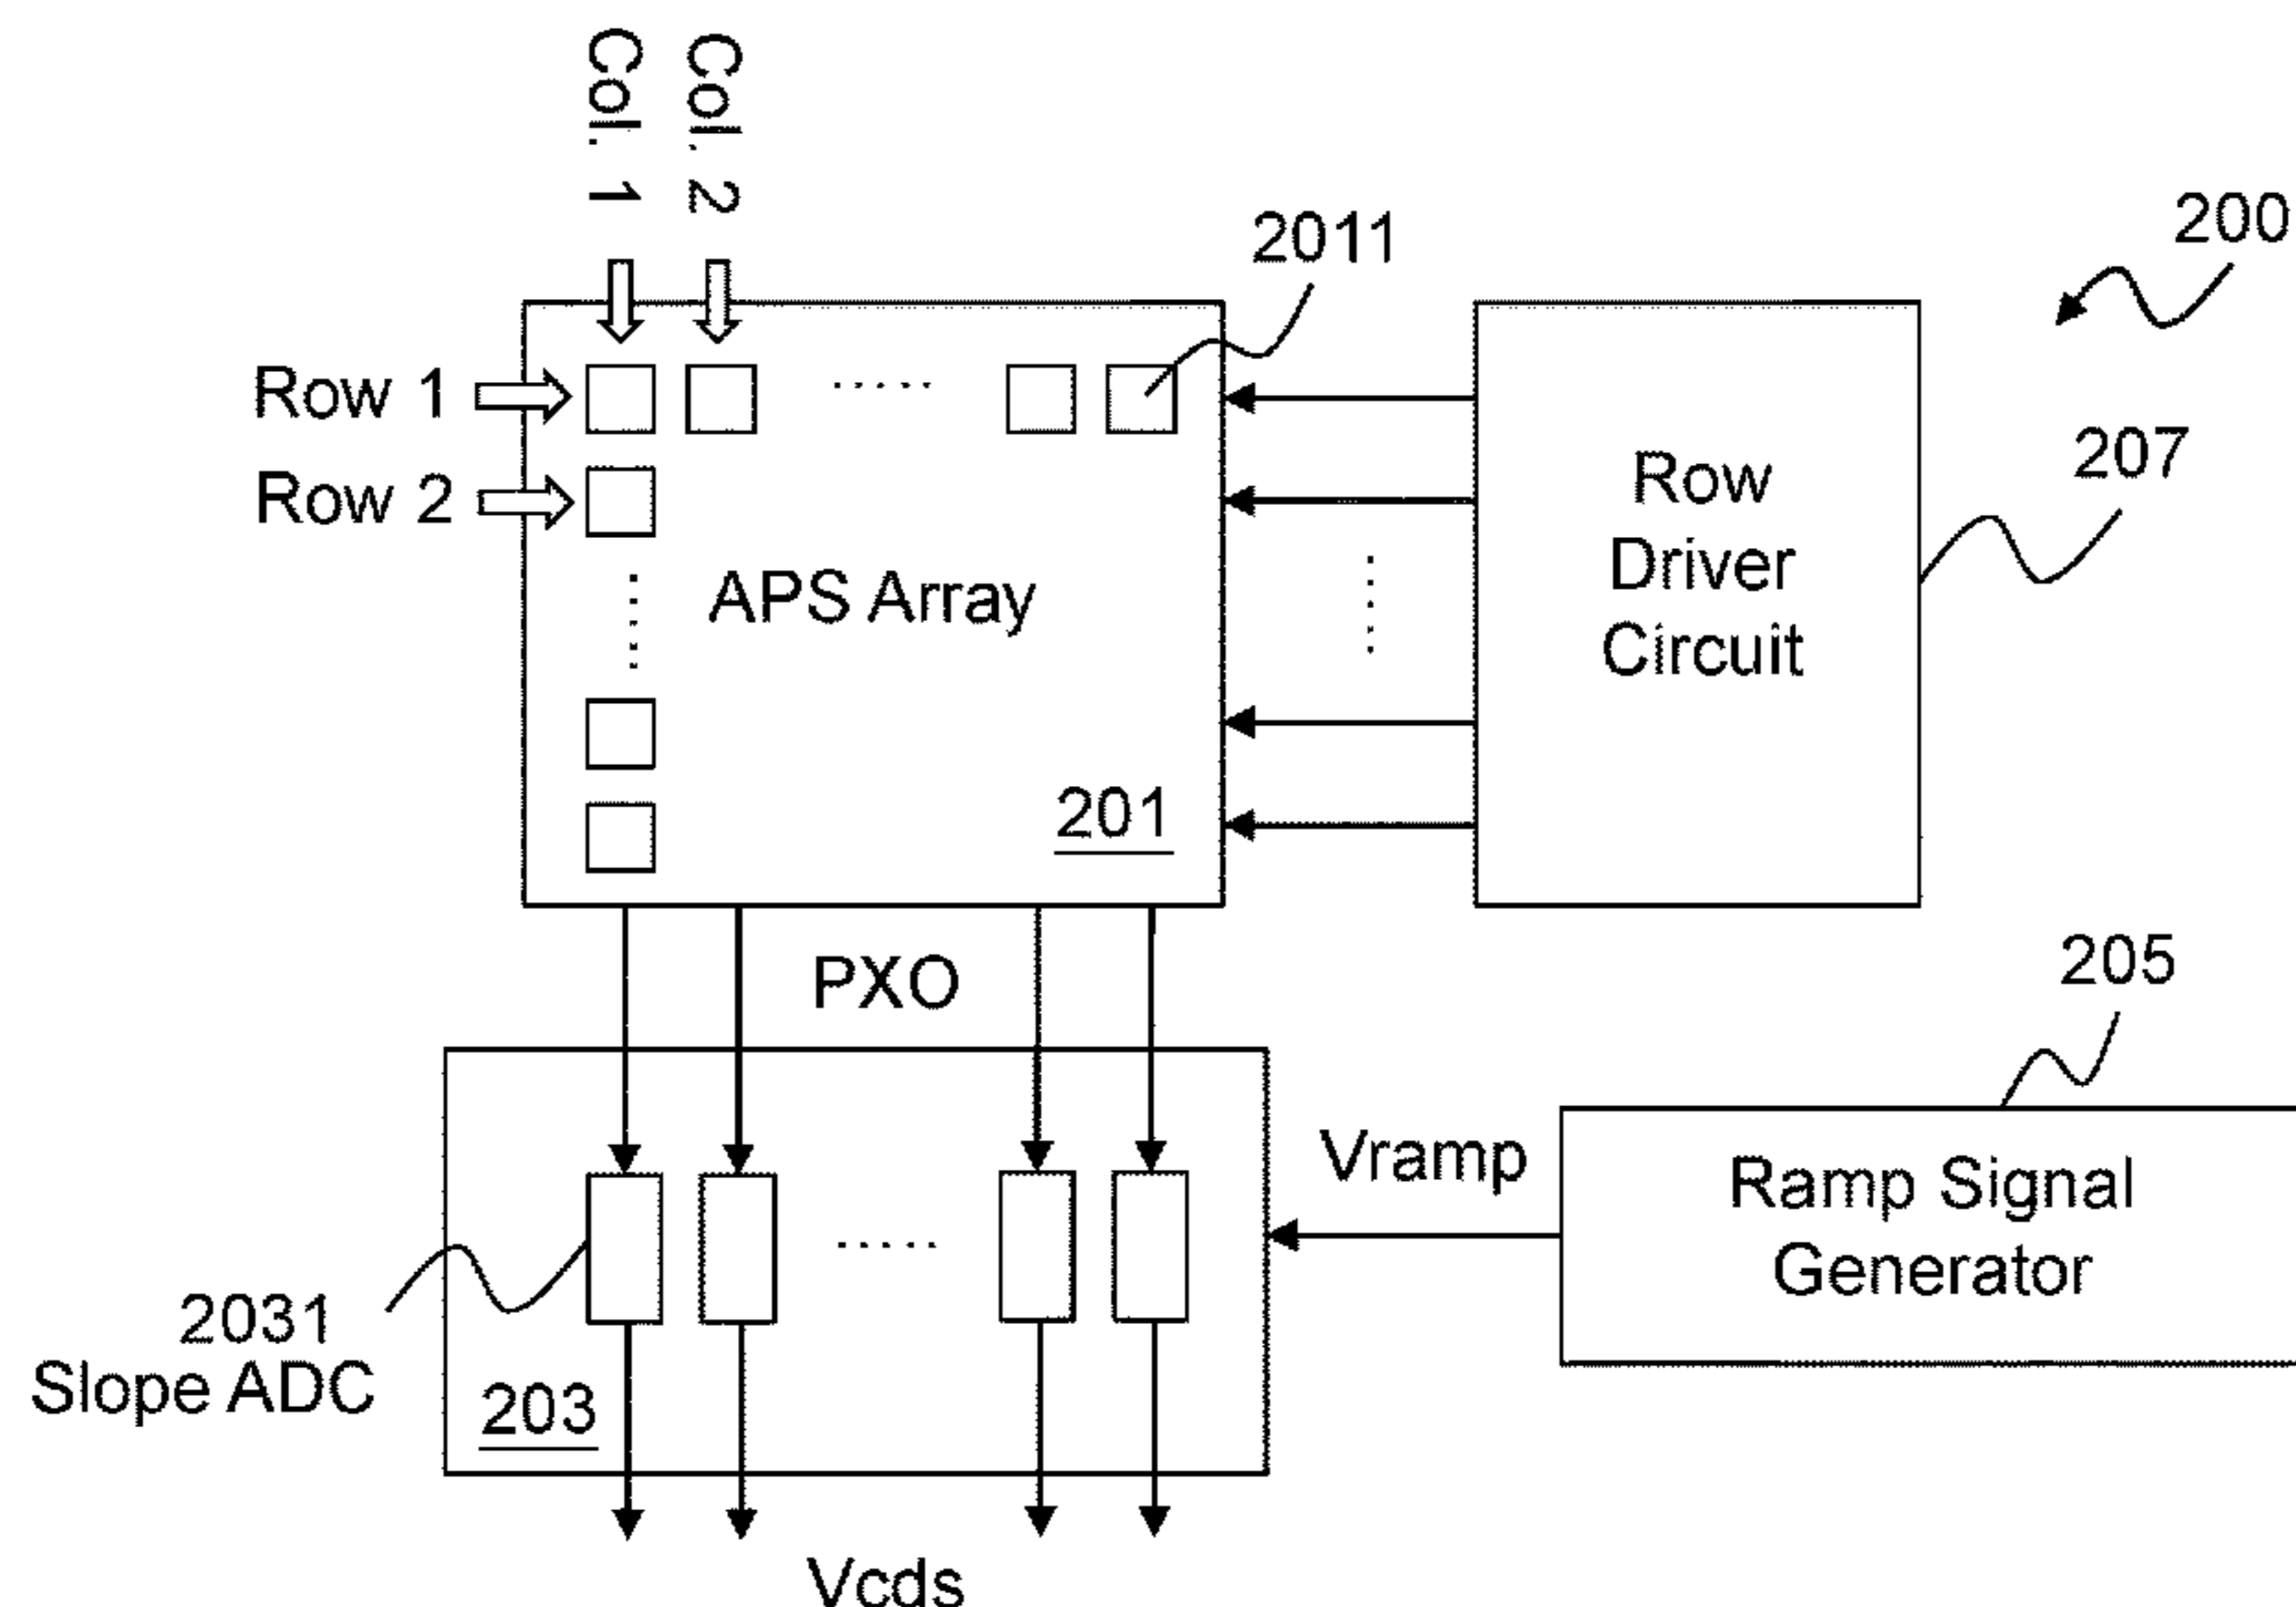 Col. 1
Col. 2
2011
200
Row 1
Row 2
207
Row
Driver
Circuit
APS Array
201
PXO
205
Vramp
Ramp Signal
Generator
2031
Slope ADC
203
Vcds